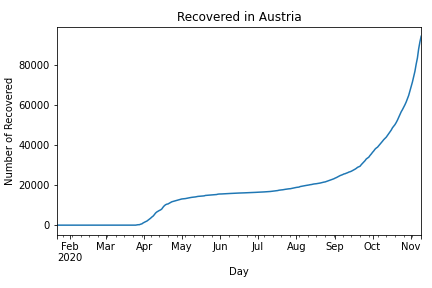 Recovered in Austria
Number of Recovered
80000
60000
40000
20000
0
Feb Mar Apr May Jun Jul Aug Sep Oct Nov
2020
Day